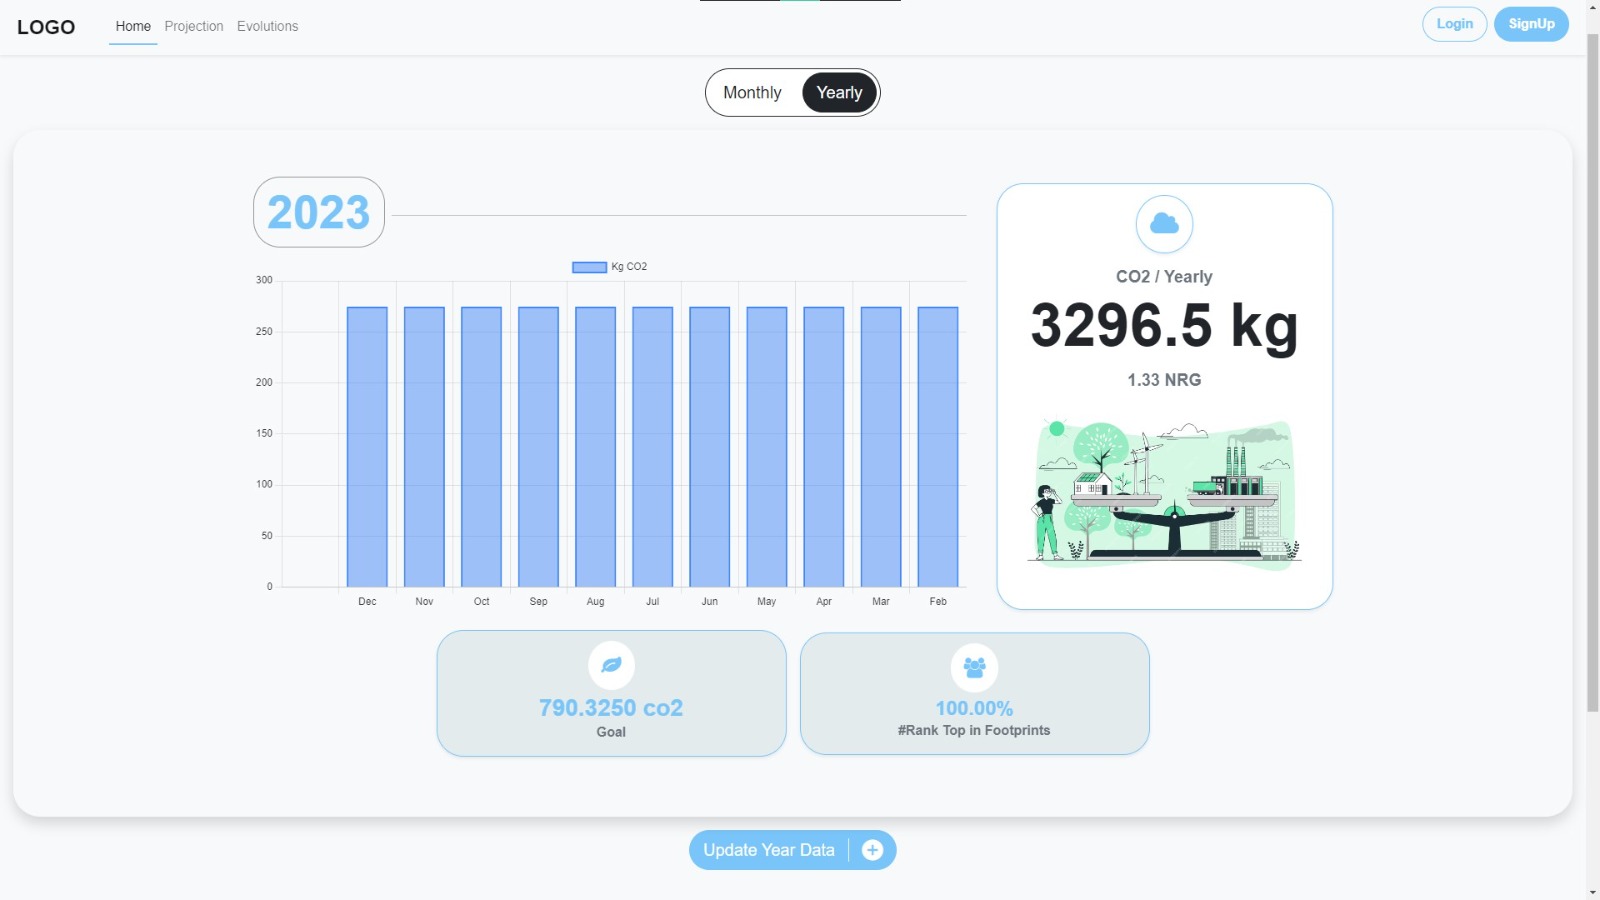 LOGO Home Projection Evolutions Login SignUp
Monthly Yearly
2023
Kg CO2
300
250
200
150
100
50
0
Dec Nov Oct Sep Aug Jul Jun May Apr Mar Feb
CO2 / Yearly
3296.5 kg
1.33 NRG
790.3250 co2
Goal
100.00%
#Rank Top in Footprints
Update Year Data